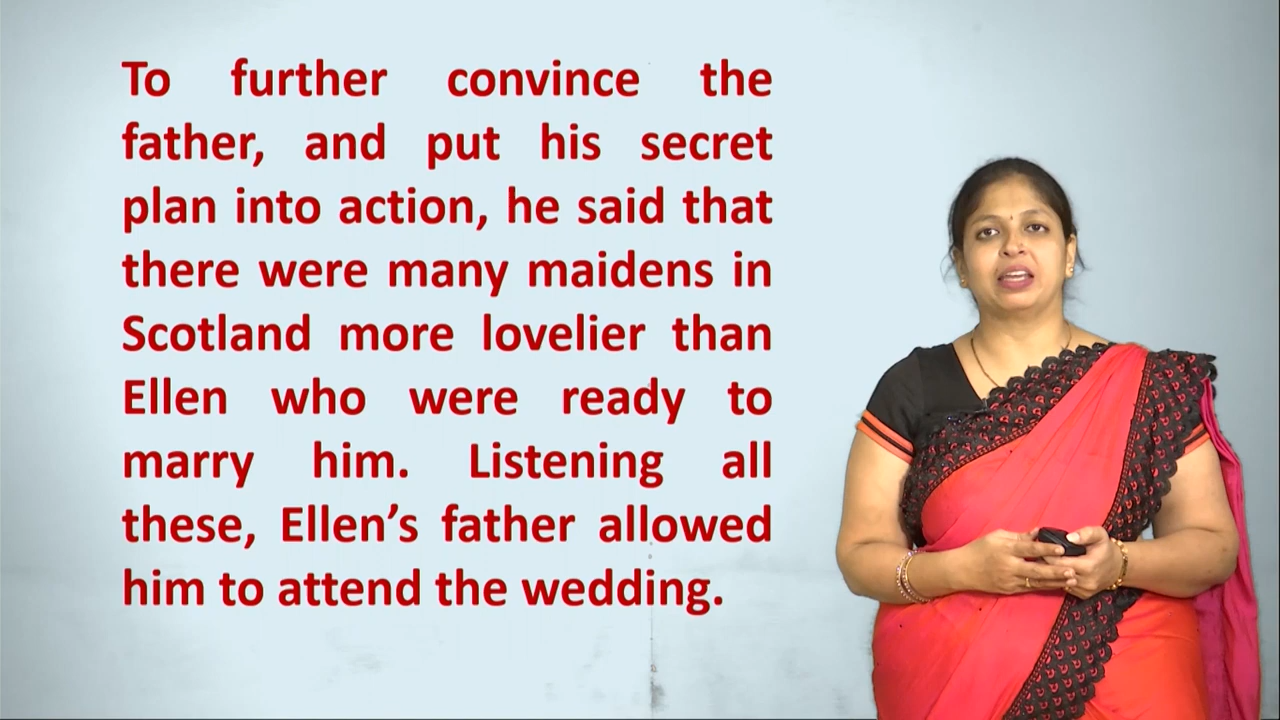 To further convince the
father, and put his secret
plan into action, he said that
there were many maidens in
Scotland more lovelier than
Ellen who were ready to
marry him. Listening all
these, Ellen’s father allowed
him to attend the wedding.